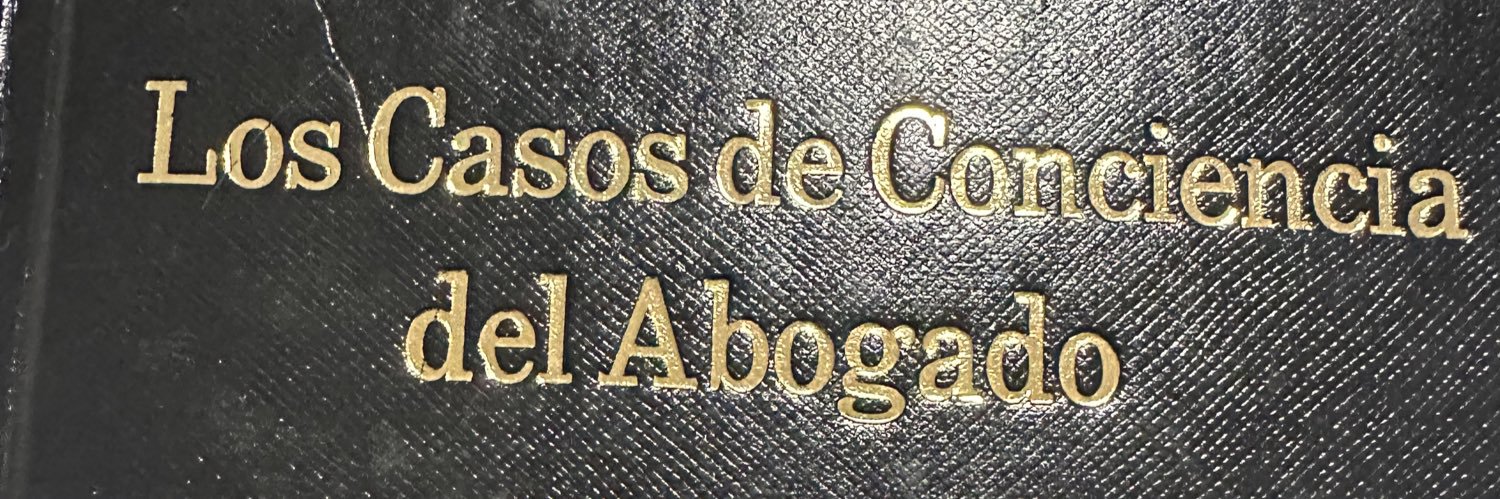 Los Casos de Conciencia
del Abogado